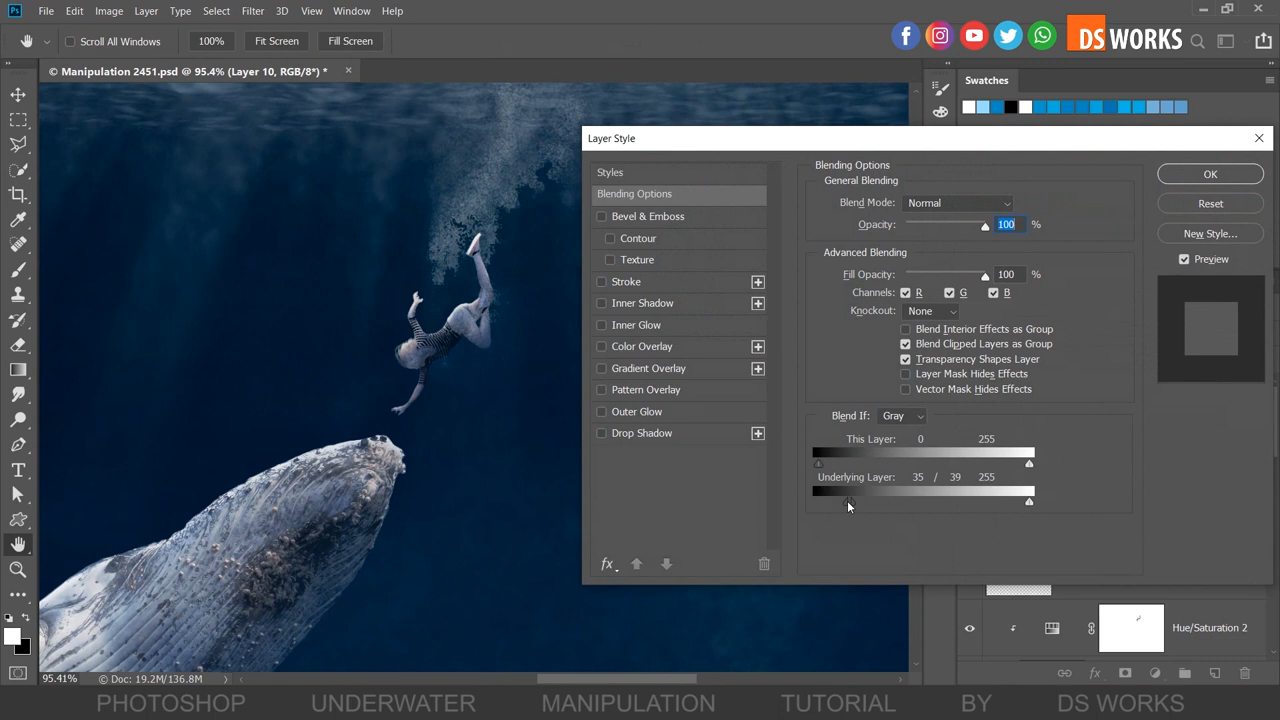 Ps File Edit Image Layer Type Select Filter 3D View Window Help
Scroll All Windows 100% Fit Screen Fill Screen
DS WORKS
© Manipulation 2451.psd @ 95.4% (Layer 10, RGB/8*) *
Swatches
Layer Style
Styles
Blending Options
Bevel & Emboss
Contour
Texture
Stroke
Inner Shadow
Inner Glow
Color Overlay
Gradient Overlay
Pattern Overlay
Outer Glow
Drop Shadow
fx
Blending Options
General Blending
Blend Mode: Normal
Opacity: 100 %
Advanced Blending
Fill Opacity: 100 %
Channels: R G B
Knockout: None
Blend Interior Effects as Group
Blend Clipped Layers as Group
Transparency Shapes Layer
Layer Mask Hides Effects
Vector Mask Hides Effects
Blend If: Gray
This Layer: 0 255
Underlying Layer: 35 / 39 255
OK
Reset
New Style...
Preview
Hue/Saturation 2
fx
95.41% © Doc: 19.2M/136.8M
PHOTOSHOP UNDERWATER MANIPULATION TUTORIAL BY DS WORKS